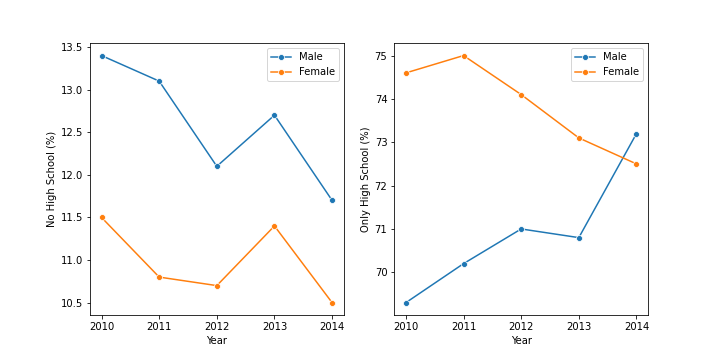 No High School (%)
13.5
13.0
12.5
12.0
11.5
11.0
10.5
2010 2011 2012 2013 2014
Year
Male
Female
Only High School (%)
75
74
73
72
71
70
2010 2011 2012 2013 2014
Year
Male
Female